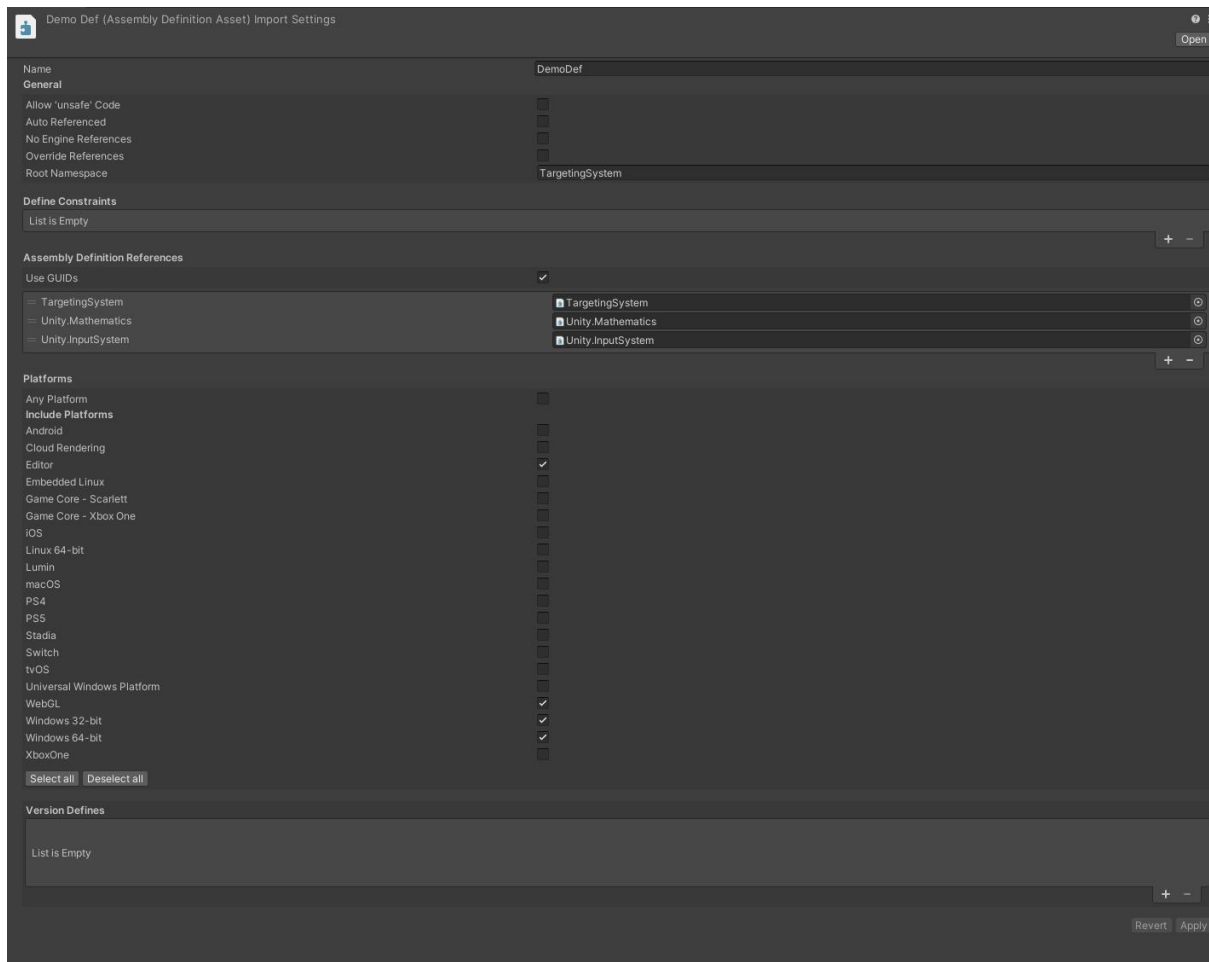 Demo Def (Assembly Definition Asset) Import Settings
Open
Name DemoDef
General
Allow 'unsafe' Code
Auto Referenced
No Engine References
Override References
Root Namespace TargetingSystem
Define Constraints
List is Empty
+ −
Assembly Definition References
Use GUIDs
= TargetingSystem TargetingSystem
= Unity.Mathematics Unity.Mathematics
= Unity.InputSystem Unity.InputSystem
+ −
Platforms
Any Platform
Include Platforms
Android
Cloud Rendering
Editor
Embedded Linux
Game Core - Scarlett
Game Core - Xbox One
iOS
Linux 64-bit
Lumin
macOS
PS4
PS5
Stadia
Switch
tvOS
Universal Windows Platform
WebGL
Windows 32-bit
Windows 64-bit
XboxOne
Select all Deselect all
Version Defines
List is Empty
+ −
Revert Apply